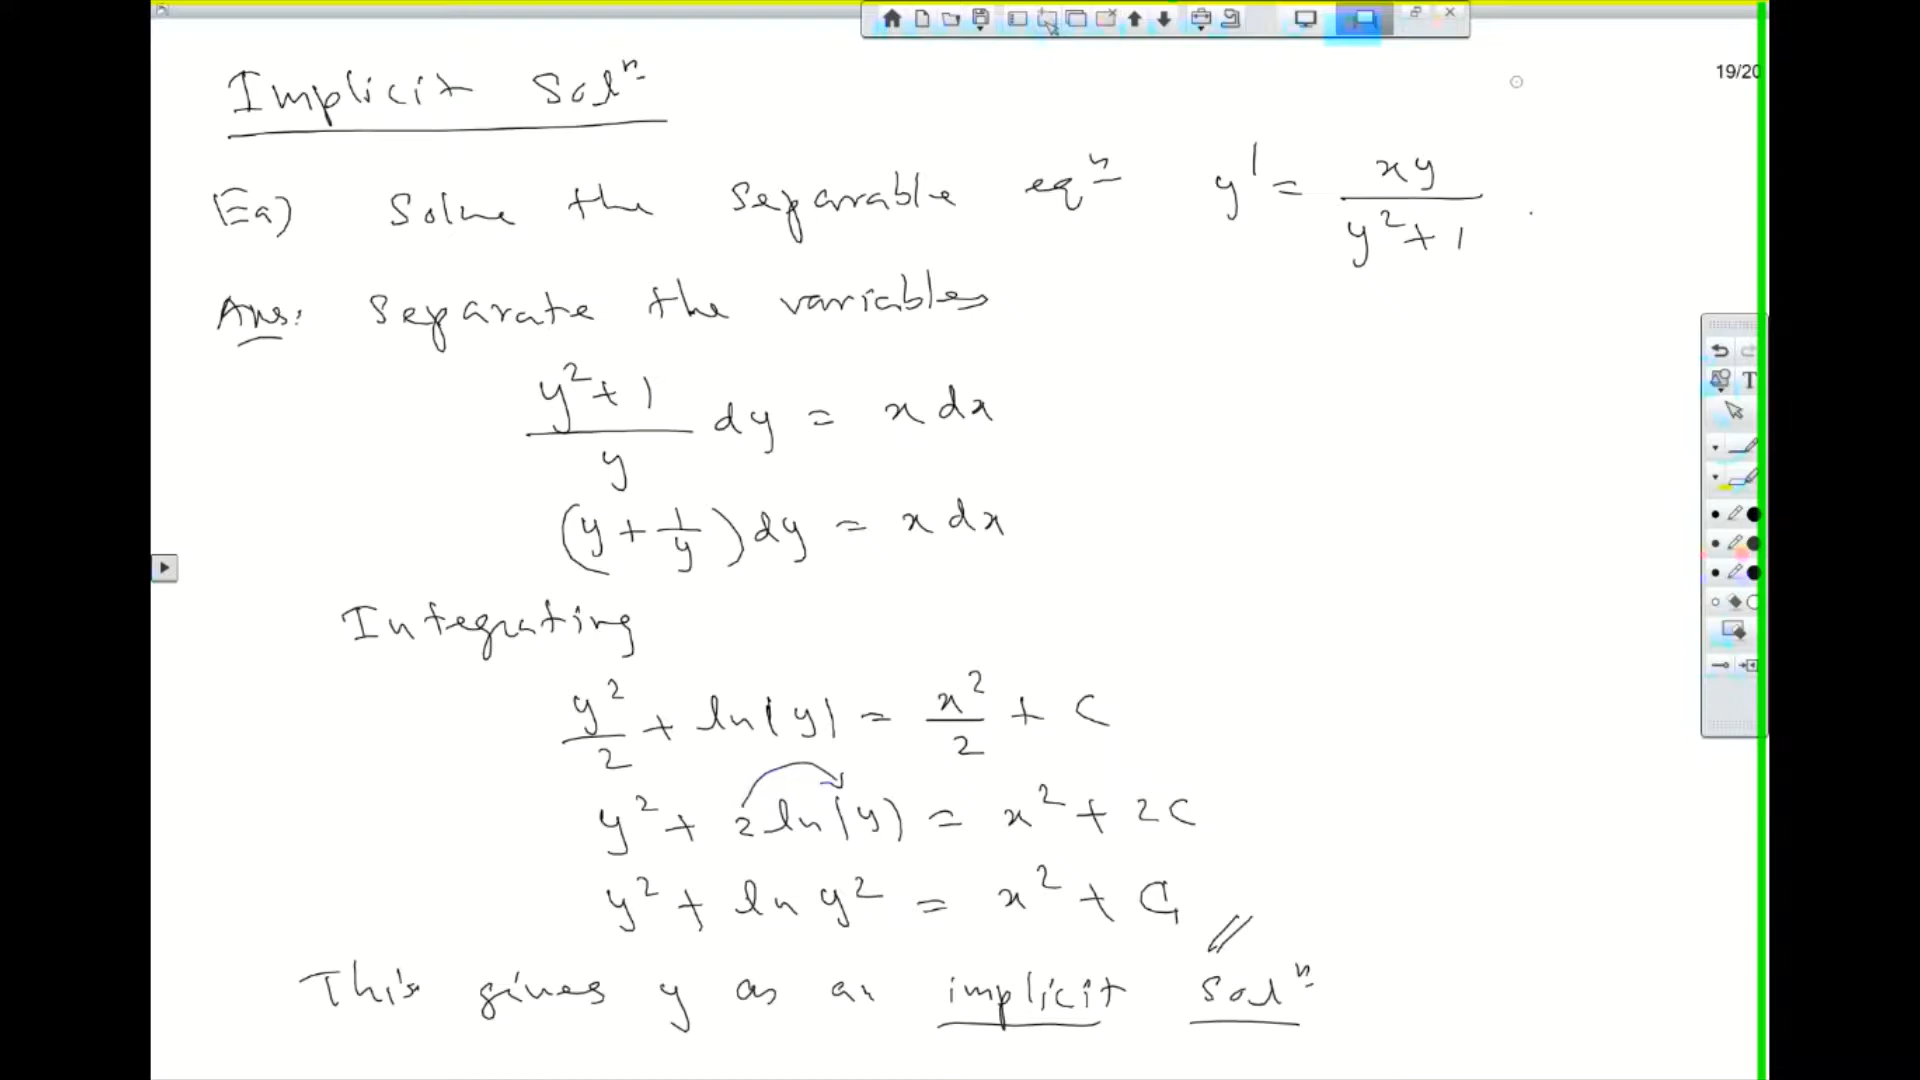 19/20
Implicit Solⁿ
Ex) Solve the separable eqⁿ y' = xy / (y² + 1) .
Ans: Separate the variables
(y² + 1) / y dy = x dx
(y + 1/y) dy = x dx
Integrating
y²/2 + ln|y| = x²/2 + C
y² + 2 ln|y| = x² + 2C
y² + ln y² = x² + C₁ //
This gives y as an implicit solⁿ
T